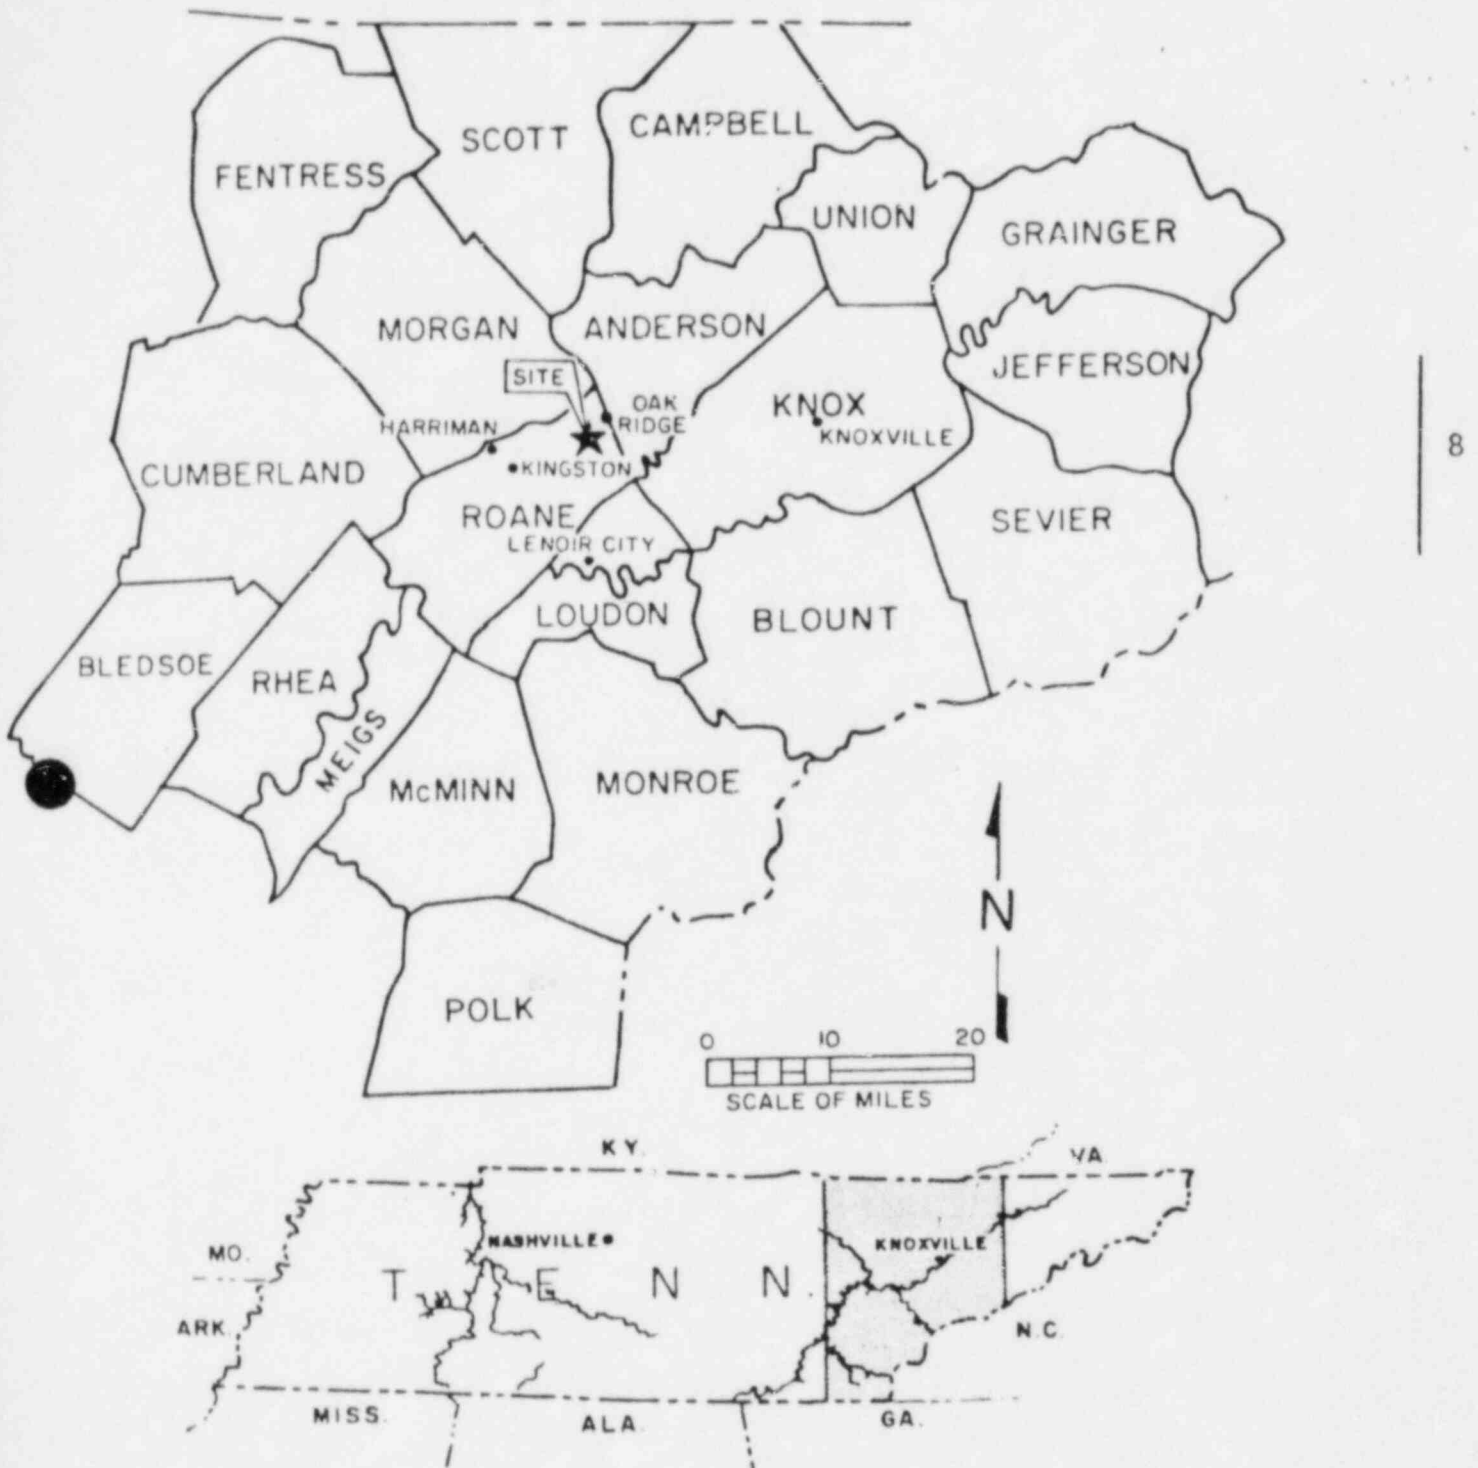 SCOTT
CAMPBELL
FENTRESS
UNION
GRAINGER
MORGAN
ANDERSON
SITE
JEFFERSON
OAK
RIDGE
KNOX
KNOXVILLE
HARRIMAN
KINGSTON
CUMBERLAND
8
ROANE
SEVIER
LENOIR CITY
LOUDON
BLOUNT
BLEDSOE
RHEA
MEIGS
McMINN
MONROE
N
POLK
0 10 20
SCALE OF MILES
KY.
VA
NASHVILLE
KNOXVILLE
MO.
T E N N.
ARK.
N.C.
MISS.
ALA.
GA.